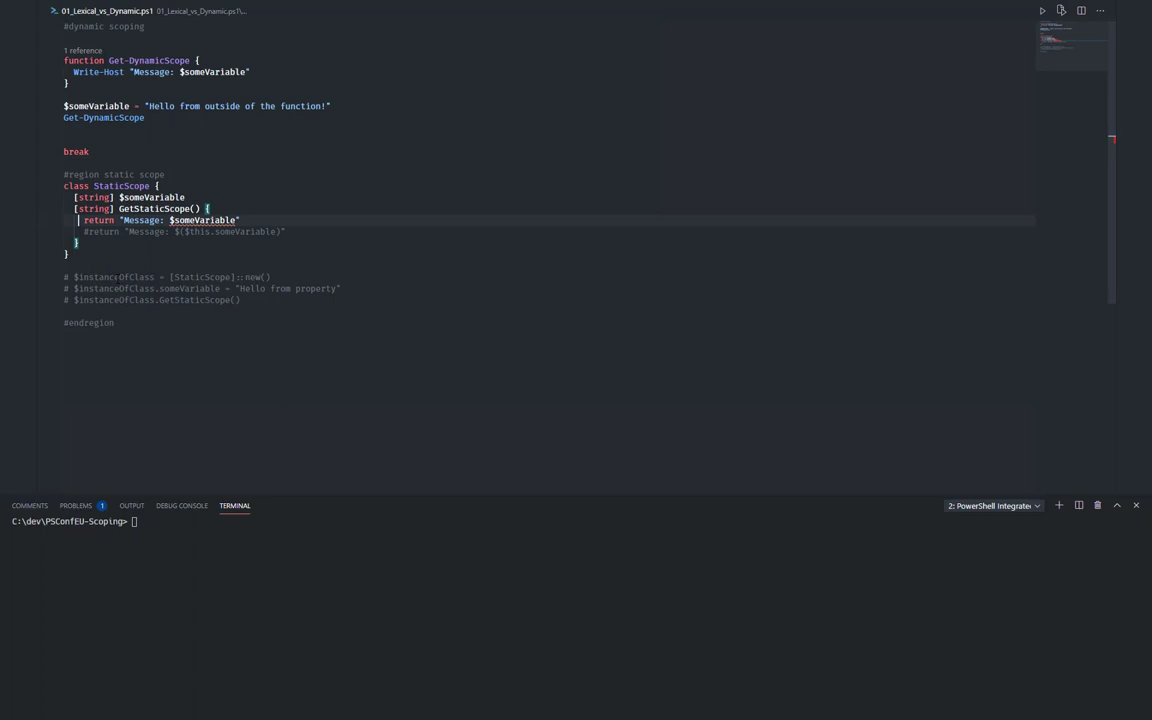 01_Lexical_vs_Dynamic.ps1 01_Lexical_vs_Dynamic.ps1\...
#dynamic scoping
1 reference
function Get-DynamicScope {
Write-Host "Message: $someVariable"
}
$someVariable = "Hello from outside of the function!"
Get-DynamicScope
break
#region static scope
class StaticScope {
[string] $someVariable
[string] GetStaticScope() {
return "Message: $someVariable"
#return "Message: $($this.someVariable)"
}
}
# $instanceOfClass = [StaticScope]::new()
# $instanceOfClass.someVariable = "Hello from property"
# $instanceOfClass.GetStaticScope()
#endregion
COMMENTS PROBLEMS 1 OUTPUT DEBUG CONSOLE TERMINAL 2: PowerShell Integrate
C:\dev\PSConfEU-Scoping>